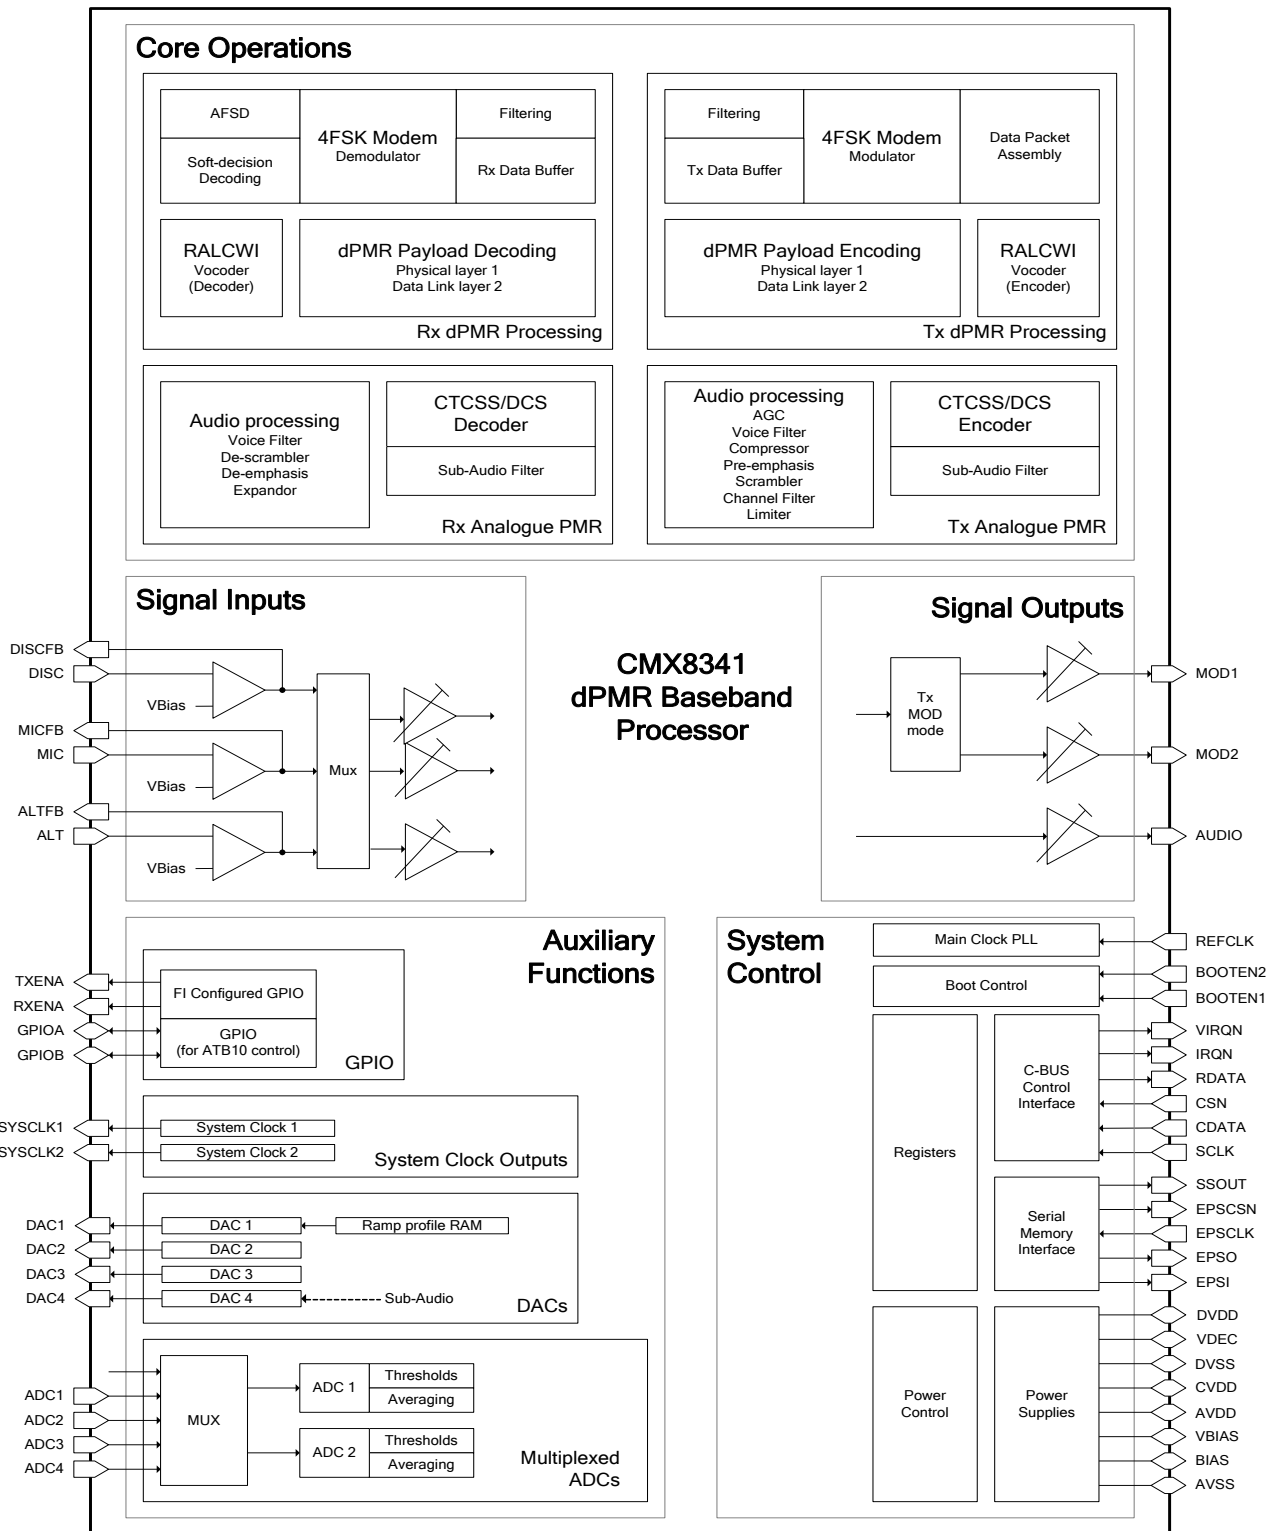 Core Operations
AFSD
4FSK Modem
Demodulator
Filtering
Soft-decision
Decoding
Rx Data Buffer
RALCWI
Vocoder
(Decoder)
dPMR Payload Decoding
Physical layer 1
Data Link layer 2
Rx dPMR Processing
Filtering
4FSK Modem
Modulator
Data Packet
Assembly
Tx Data Buffer
dPMR Payload Encoding
Physical layer 1
Data Link layer 2
RALCWI
Vocoder
(Encoder)
Tx dPMR Processing
Audio processing
Voice Filter
De-scrambler
De-emphasis
Expandor
CTCSS/DCS
Decoder
Sub-Audio Filter
Rx Analogue PMR
Audio processing
AGC
Voice Filter
Compressor
Pre-emphasis
Scrambler
Channel Filter
Limiter
CTCSS/DCS
Encoder
Sub-Audio Filter
Tx Analogue PMR
Signal Inputs
DISCFB
DISC
VBias
MICFB
MIC
VBias
ALTFB
ALT
VBias
Mux
CMX8341
dPMR Baseband
Processor
Signal Outputs
Tx
MOD
mode
MOD1
MOD2
AUDIO
Auxiliary
Functions
TXENA
RXENA
GPIOA
GPIOB
FI Configured GPIO
GPIO
(for ATB10 control)
GPIO
SYSCLK1
SYSCLK2
System Clock 1
System Clock 2
System Clock Outputs
DAC1
DAC2
DAC3
DAC4
DAC 1
Ramp profile RAM
DAC 2
DAC 3
DAC 4
Sub-Audio
DACs
ADC1
ADC2
ADC3
ADC4
MUX
ADC 1
Thresholds
Averaging
ADC 2
Thresholds
Averaging
Multiplexed
ADCs
System
Control
Main Clock PLL
Boot Control
Registers
C-BUS
Control
Interface
Serial
Memory
Interface
Power
Control
Power
Supplies
REFCLK
BOOTEN2
BOOTEN1
VIRQN
IRQN
RDATA
CSN
CDATA
SCLK
SSOUT
EPSCSN
EPSCLK
EPSO
EPSI
DVDD
VDEC
DVSS
CVDD
AVDD
VBIAS
BIAS
AVSS